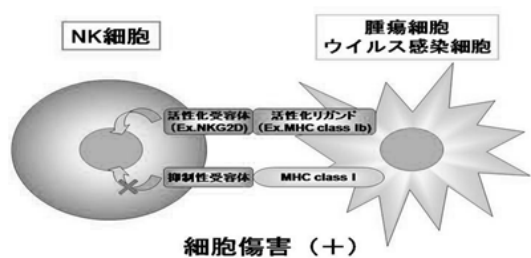 NK細胞
腫瘍細胞
ウイルス感染細胞
活性化受容体
(Ex.NKG2D)
活性化リガンド
(Ex.MHC class Ib)
抑制性受容体
MHC class I
細胞傷害（+）